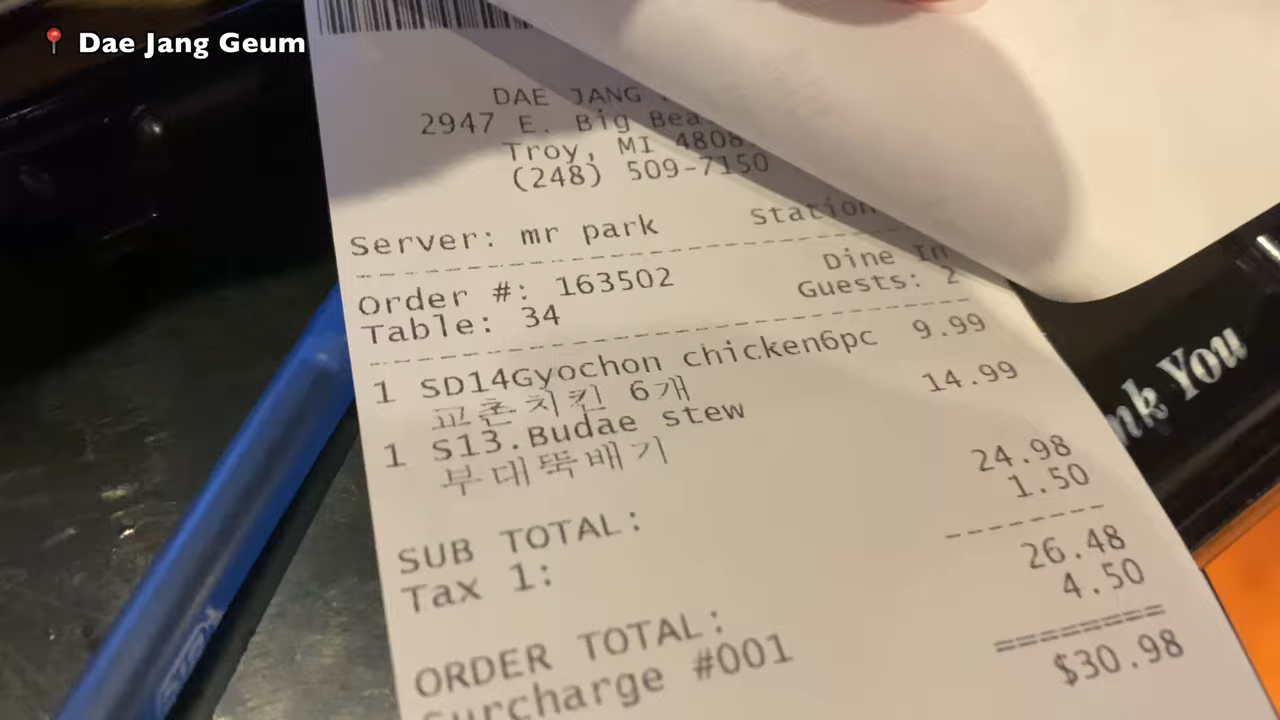 Dae Jang Geum
DAE JANG
2947 E. Big Bea
Troy, MI 4808
(248) 509-7150
Server: mr park Station
Order #: 163502 Dine In
Table: 34 Guests: 2
1 SD14Gyochon chicken6pc 9.99
교촌치킨 6개
1 S13.Budae stew 14.99
부대뚝배기
SUB TOTAL: 24.98
Tax 1: 1.50
ORDER TOTAL: 26.48
Surcharge #001 4.50
$30.98
nk You